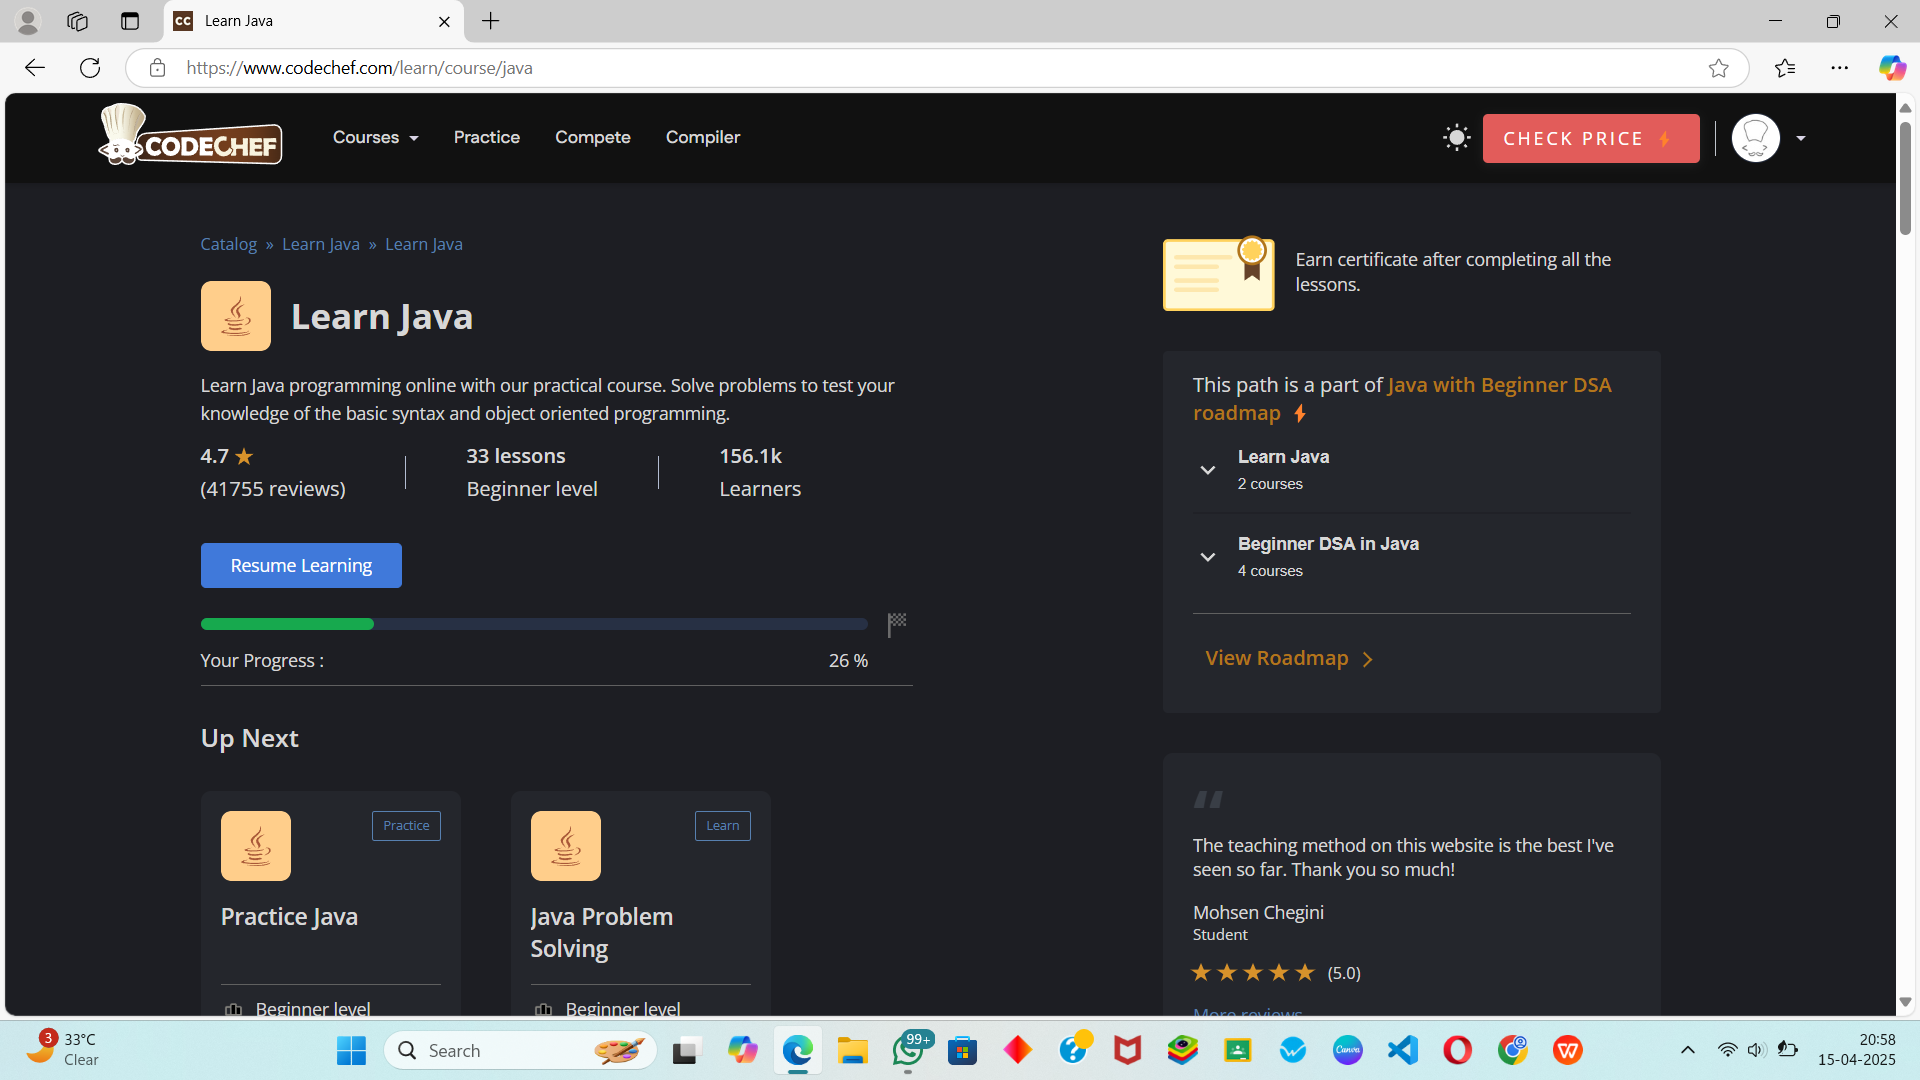 CC Learn Java
https://www.codechef.com/learn/course/java
CODECHEF
Courses
Practice
Compete
Compiler
CHECK PRICE
Catalog » Learn Java » Learn Java
Learn Java
Learn Java programming online with our practical course. Solve problems to test your
knowledge of the basic syntax and object oriented programming.
4.7
(41755 reviews)
33 lessons
Beginner level
156.1k
Learners
Resume Learning
Your Progress :
26 %
Up Next
Practice
Practice Java
Beginner level
Learn
Java Problem
Solving
Beginner level
Earn certificate after completing all the
lessons.
This path is a part of Java with Beginner DSA
roadmap
Learn Java
2 courses
Beginner DSA in Java
4 courses
View Roadmap
The teaching method on this website is the best I've
seen so far. Thank you so much!
Mohsen Chegini
Student
(5.0)
More reviews
3
33°C
Clear
Search
99+
Canva
20:58
15-04-2025